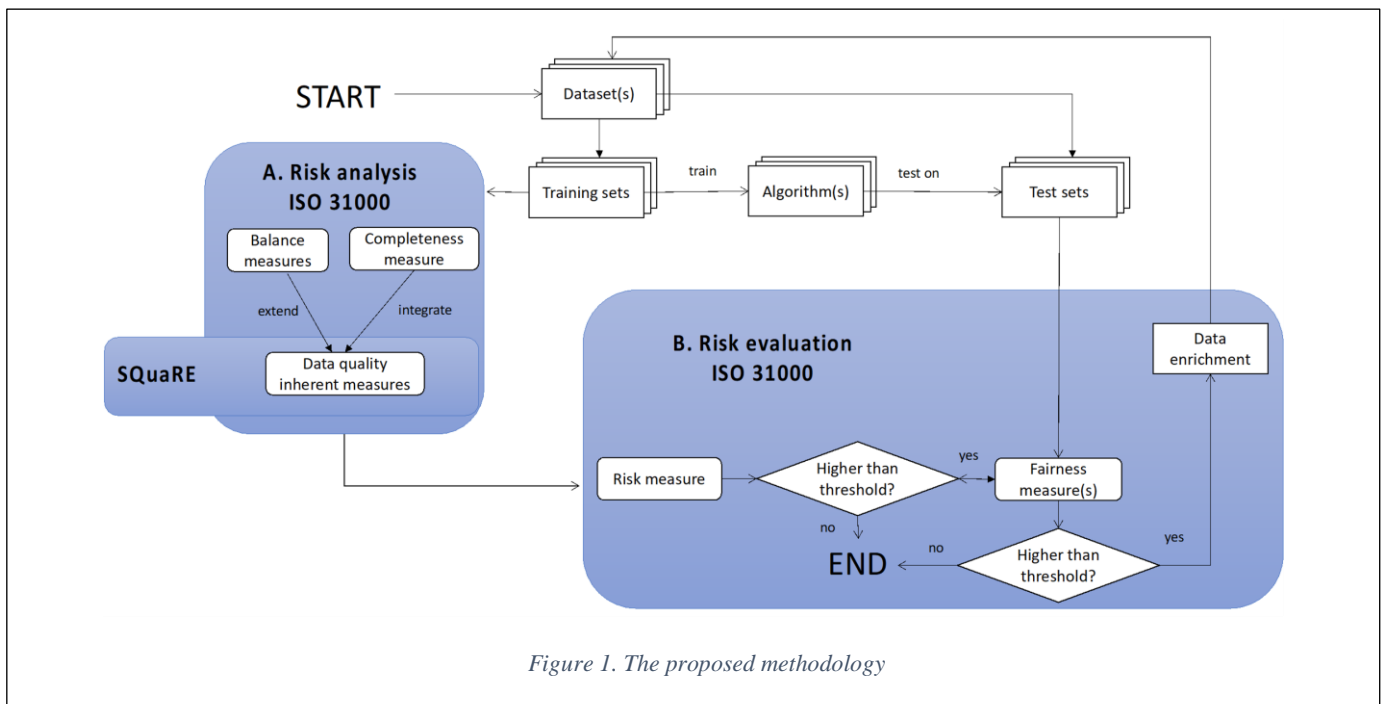 START
Dataset(s)
A. Risk analysis
ISO 31000
Training sets
train
Algorithm(s)
test on
Test sets
Balance
measures
Completeness
measure
extend
integrate
SQuaRE
Data quality
inherent measures
B. Risk evaluation
ISO 31000
Data
enrichment
Risk measure
Higher than
threshold?
yes
Fairness
measure(s)
no
END
no
Higher than
threshold?
yes
Figure 1. The proposed methodology